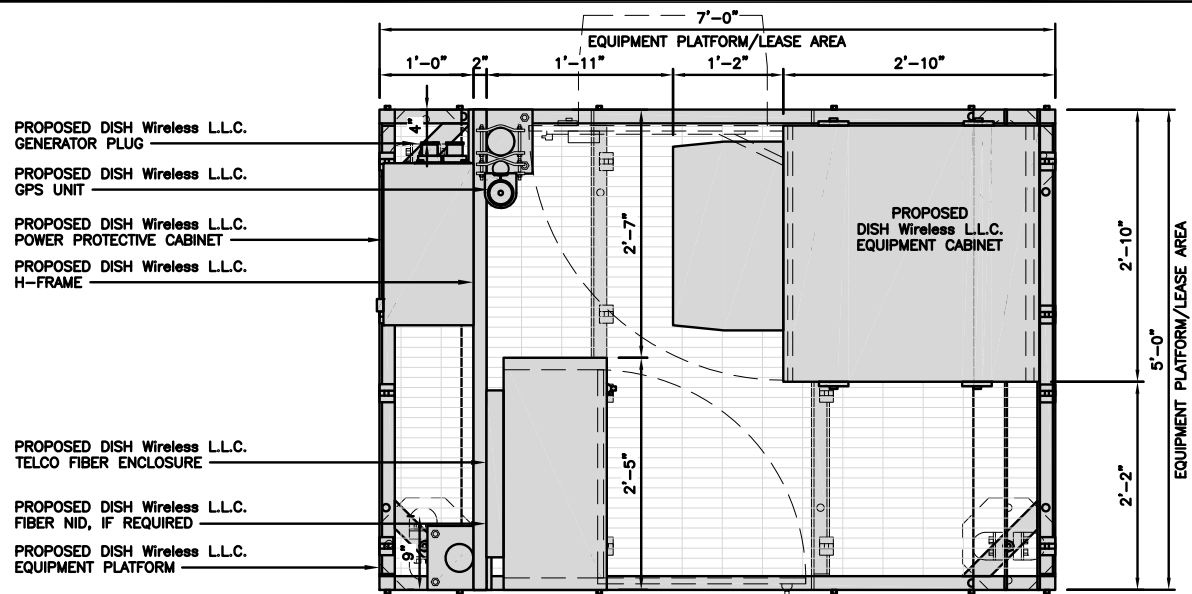 7'-0"
EQUIPMENT PLATFORM/LEASE AREA
1'-0"
2"
1'-11"
1'-2"
2'-10"
PROPOSED DISH Wireless L.L.C.
GENERATOR PLUG
4"
PROPOSED DISH Wireless L.L.C.
GPS UNIT
PROPOSED DISH Wireless L.L.C.
POWER PROTECTIVE CABINET
PROPOSED DISH Wireless L.L.C.
H-FRAME
2'-7"
PROPOSED
DISH Wireless L.L.C.
EQUIPMENT CABINET
2'-10"
5'-0"
EQUIPMENT PLATFORM/LEASE AREA
PROPOSED DISH Wireless L.L.C.
TELCO FIBER ENCLOSURE
2'-5"
2'-2"
PROPOSED DISH Wireless L.L.C.
FIBER NID, IF REQUIRED
9"
PROPOSED DISH Wireless L.L.C.
EQUIPMENT PLATFORM